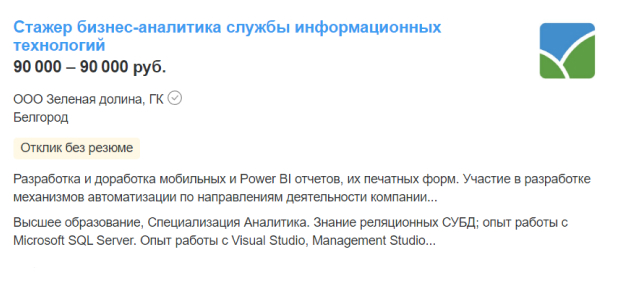 Стажер бизнес-аналитика службы информационных
технологий
90 000 – 90 000 руб.
ООО Зеленая долина, ГК
Белгород
Отклик без резюме
Разработка и доработка мобильных и Power BI отчетов, их печатных форм. Участие в разработке
механизмов автоматизации по направлениям деятельности компании...
Высшее образование, Специализация Аналитика. Знание реляционных СУБД; опыт работы с
Microsoft SQL Server. Опыт работы с Visual Studio, Management Studio...